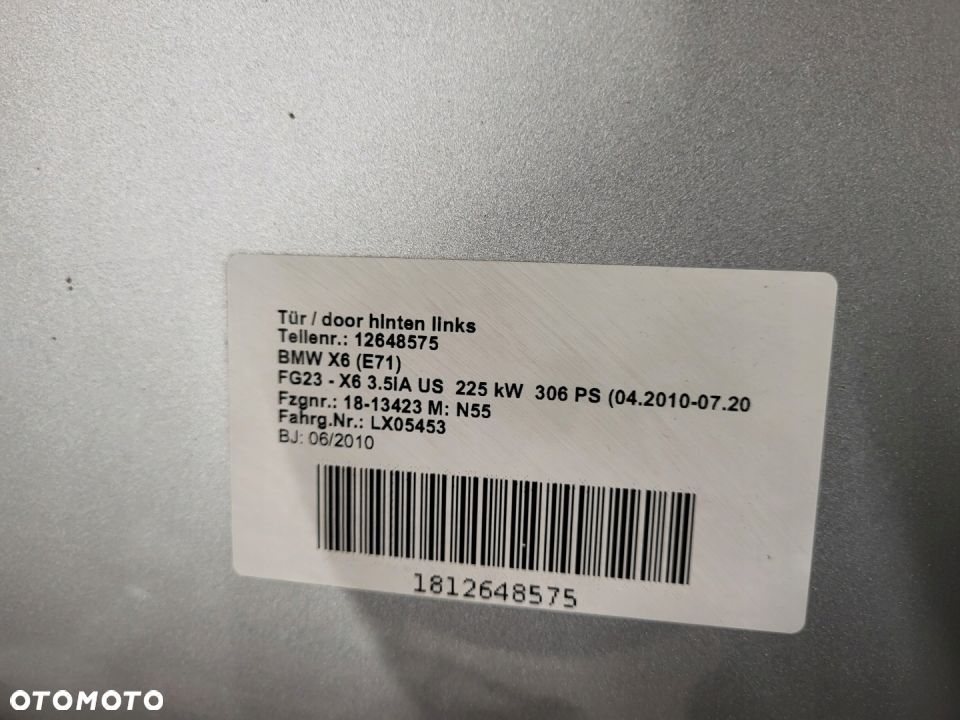 Tür / door hinten links
Teilenr.: 12648575
BMW X6 (E71)
FG23 - X6 3.5IA US 225 kW 306 PS (04.2010-07.20
Fzgnr.: 18-13423 M: N55
Fahrg.Nr.: LX05453
BJ: 06/2010
1812648575
OTOMOTO